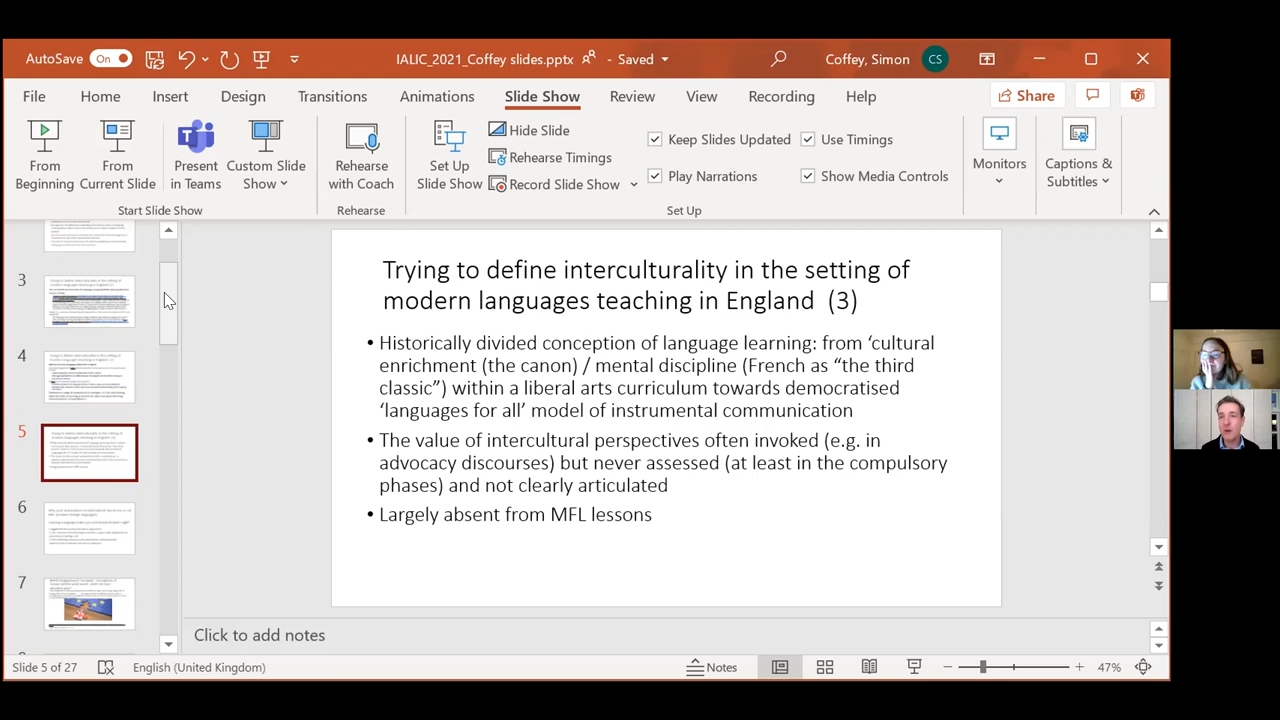 AutoSave On IALIC_2021_Coffey slides.pptx - Saved Coffey, Simon CS
File Home Insert Design Transitions Animations Slide Show Review View Recording Help Share
From Beginning
From Current Slide
Present in Teams
Custom Slide Show
Start Slide Show
Rehearse with Coach
Rehearse
Set Up Slide Show
Hide Slide
Rehearse Timings
Record Slide Show
Keep Slides Updated
Use Timings
Play Narrations
Show Media Controls
Set Up
Monitors
Captions & Subtitles
3
4
5
6
7
Trying to define interculturality in the setting of
modern languages teaching in England (3)
• Historically divided conception of language learning: from ‘cultural
enrichment (+canon) / mental discipline
classic”) within a liberal arts curriculum towards democratised
‘languages for all’ model of instrumental communication
• The value of intercultural perspectives often invoked (e.g. in
advocacy discourses) but never assessed (at least in the compulsory
phases) and not clearly articulated
• Largely absent from MFL lessons
Click to add notes
Slide 5 of 27 English (United Kingdom) Notes 47%